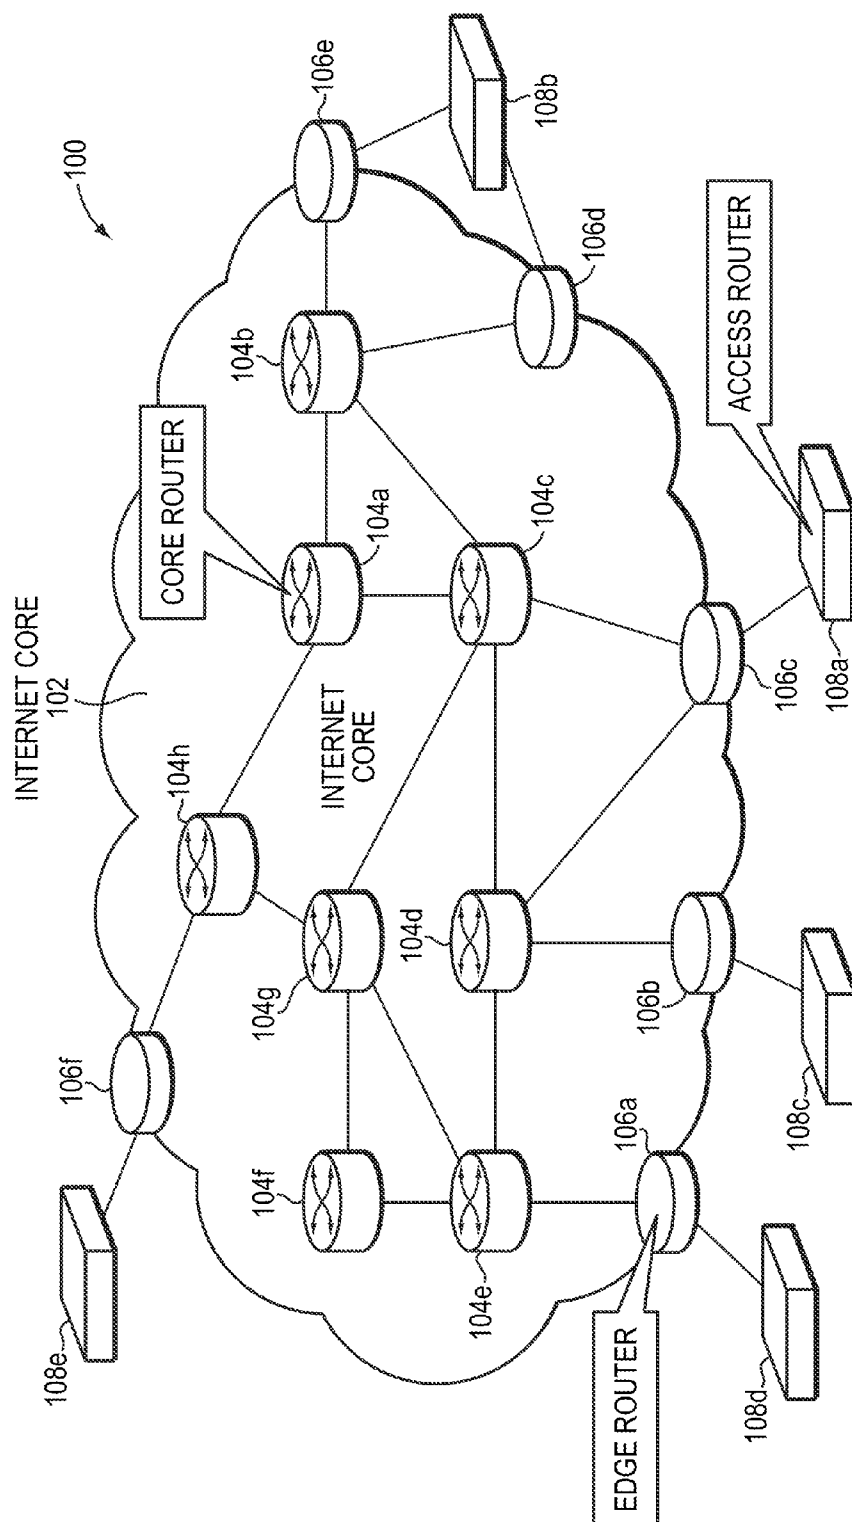 INTERNET CORE
102
100
106f
108e
104h
CORE ROUTER
104b
106e
108b
104a
106d
INTERNET
CORE
104g
104f
104c
104d
104e
106a
106b
106c
ACCESS ROUTER
EDGE ROUTER
108d
108c
108a